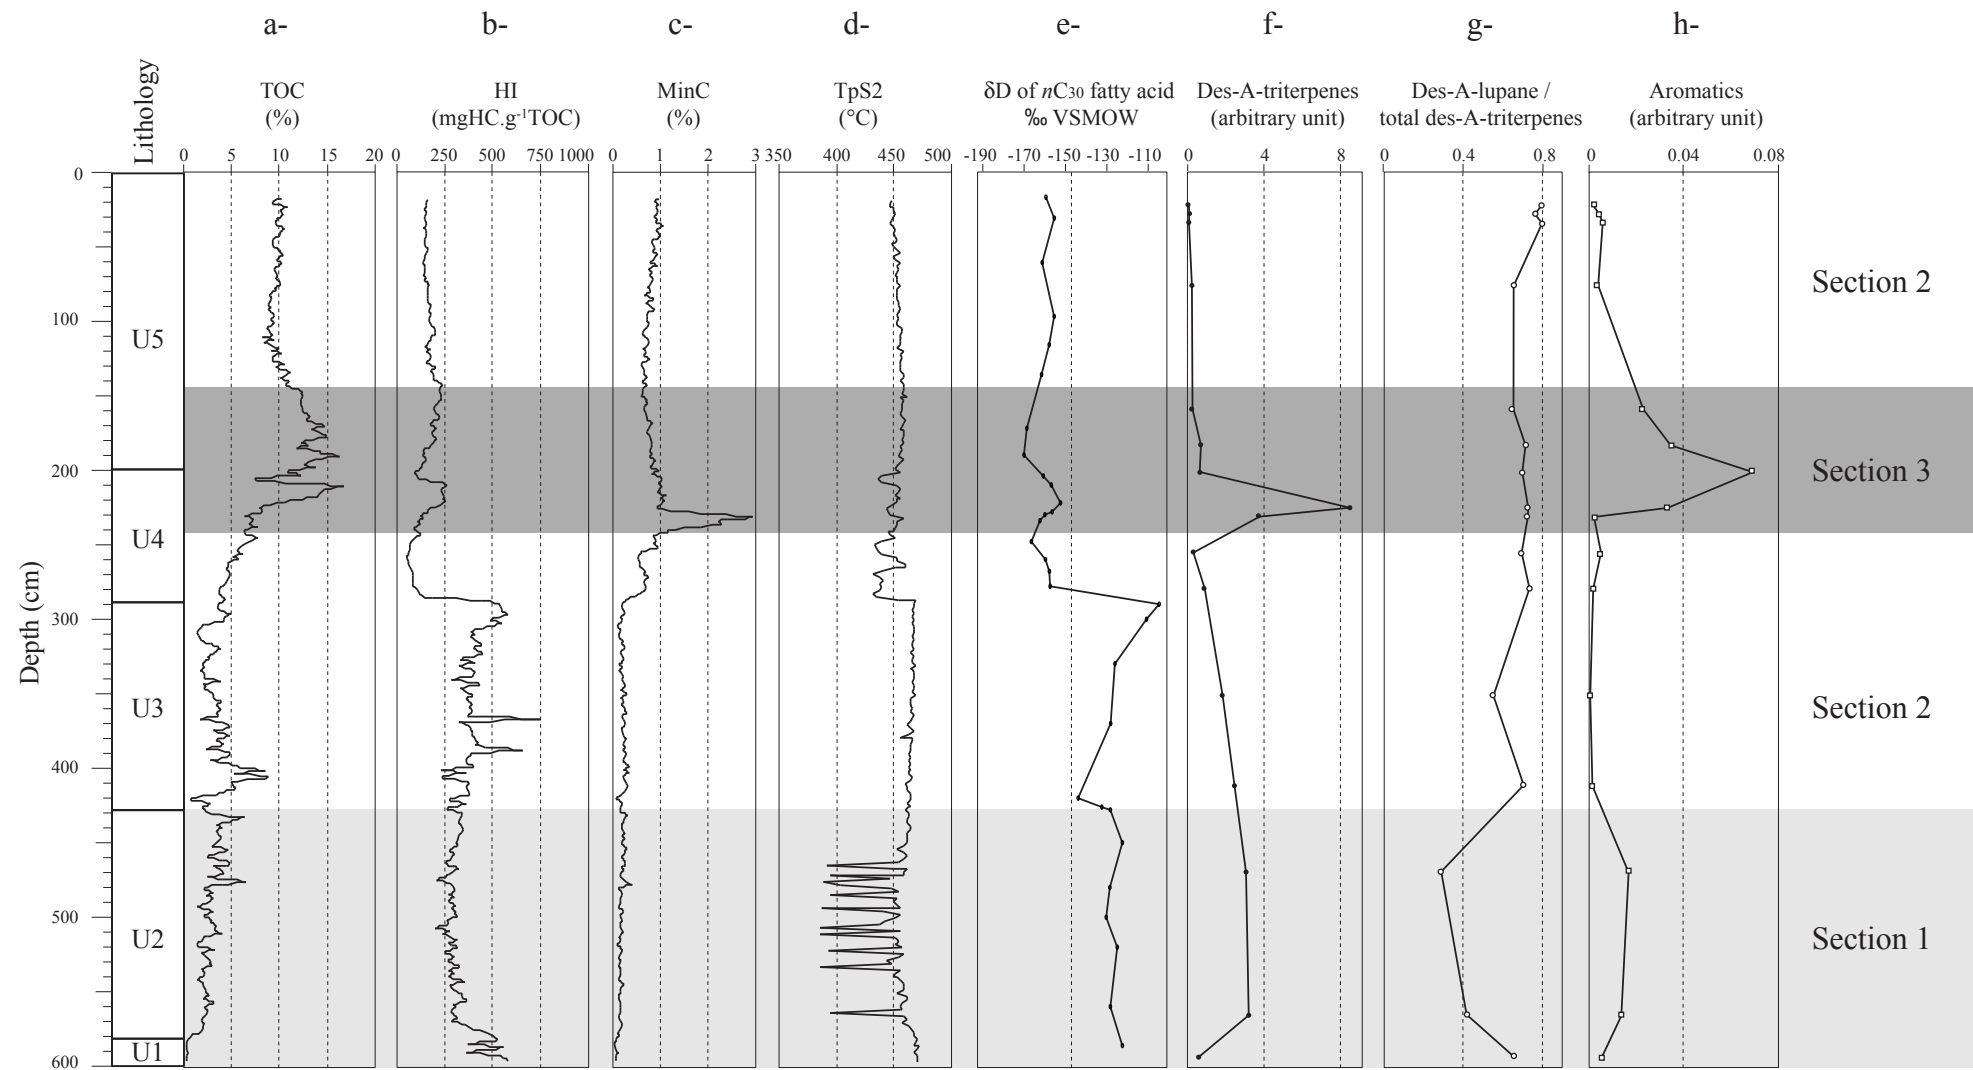 a- b- c- d- e- f- g- h-
Lithology
TOC HI MinC TpS2 δD of nC30 fatty acid Des-A-triterpenes Des-A-lupane / Aromatics
(%) (mgHC.g-1TOC) (%) (°C) ‰ VSMOW (arbitrary unit) total des-A-triterpenes (arbitrary unit)
0 5 10 15 20 0 250 500 750 1000 0 1 2 3 350 400 450 500 -190 -170 -150 -130 -110 0 4 8 0 0.4 0.8 0 0.04 0.08
0
Section 2
100
U5
200
Section 3
U4
Depth (cm)
300
U3
Section 2
400
500
U2
Section 1
U1
600